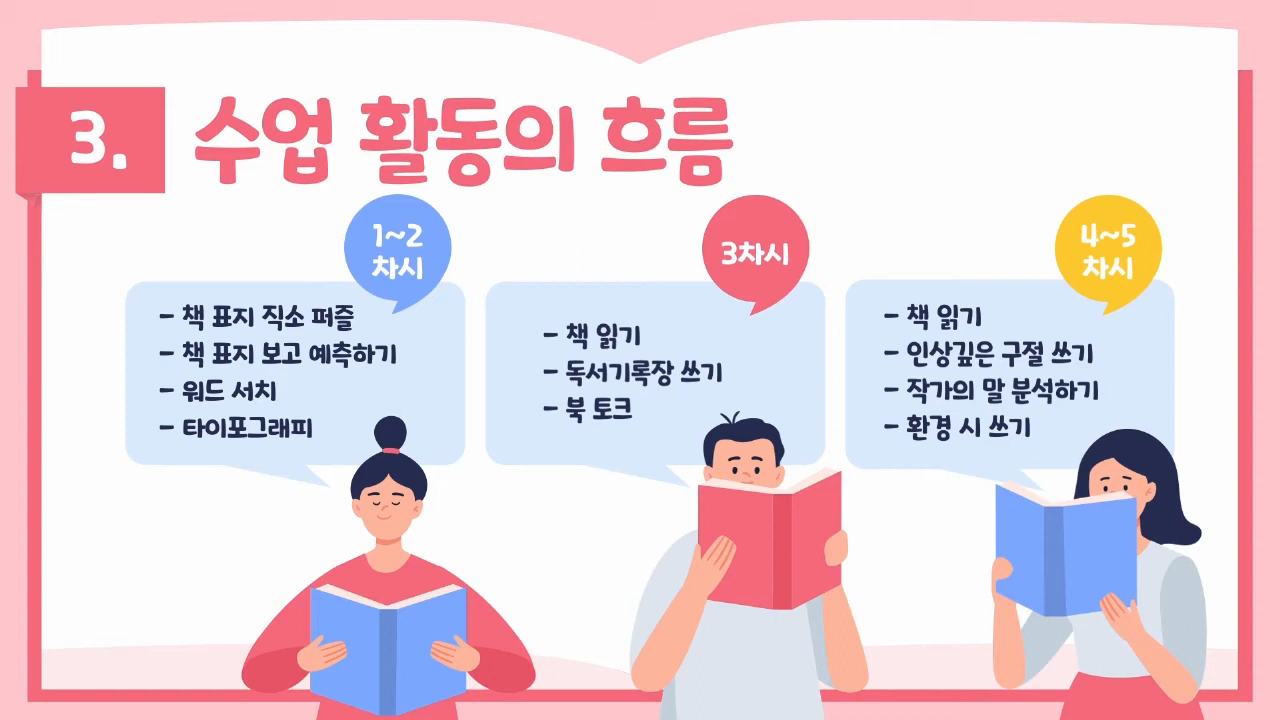 3. 수업 활동의 흐름
1~2
차시
- 책 표지 직소 퍼즐
- 책 표지 보고 예측하기
- 워드 서치
- 타이포그래피
3차시
- 책 읽기
- 독서기록장 쓰기
- 북 토크
4~5
차시
- 책 읽기
- 인상깊은 구절 쓰기
- 작가의 말 분석하기
- 환경 시 쓰기